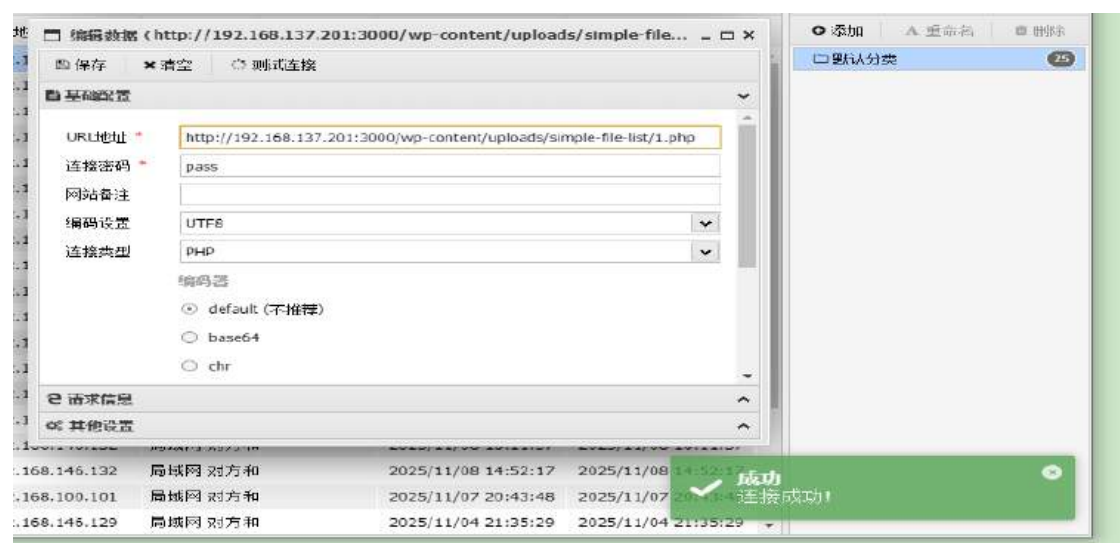 编辑数据 (http://192.168.137.201:3000/wp-content/uploads/simple-file...
保存 清空 测试连接
添加 重命名 删除
默认分类 25
基础配置
URL地址 * http://192.168.137.201:3000/wp-content/uploads/simple-file-list/1.php
连接密码 * pass
网站备注
编码设置 UTF8
连接类型 PHP
编码器
default (不推荐)
base64
chr
请求信息
其他设置
.168.146.132 局域网 对方和 2025/11/08 14:52:17 2025/11/08 14:52:17
.168.100.101 局域网 对方和 2025/11/07 20:43:48 2025/11/07
.168.146.129 局域网 对方和 2025/11/04 21:35:29 2025/11/04 21:35:29
成功
连接成功!